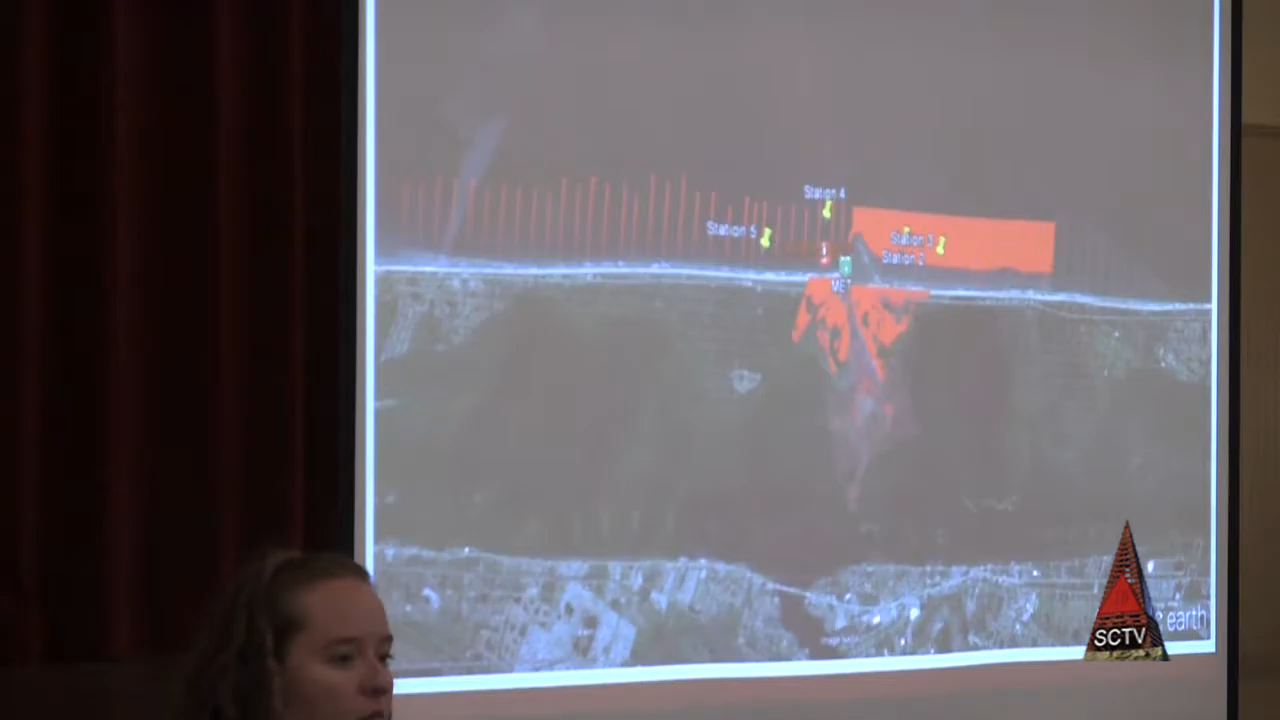 Station 4
Station 5
Station 3
Station 2
MET
SCTV
earth